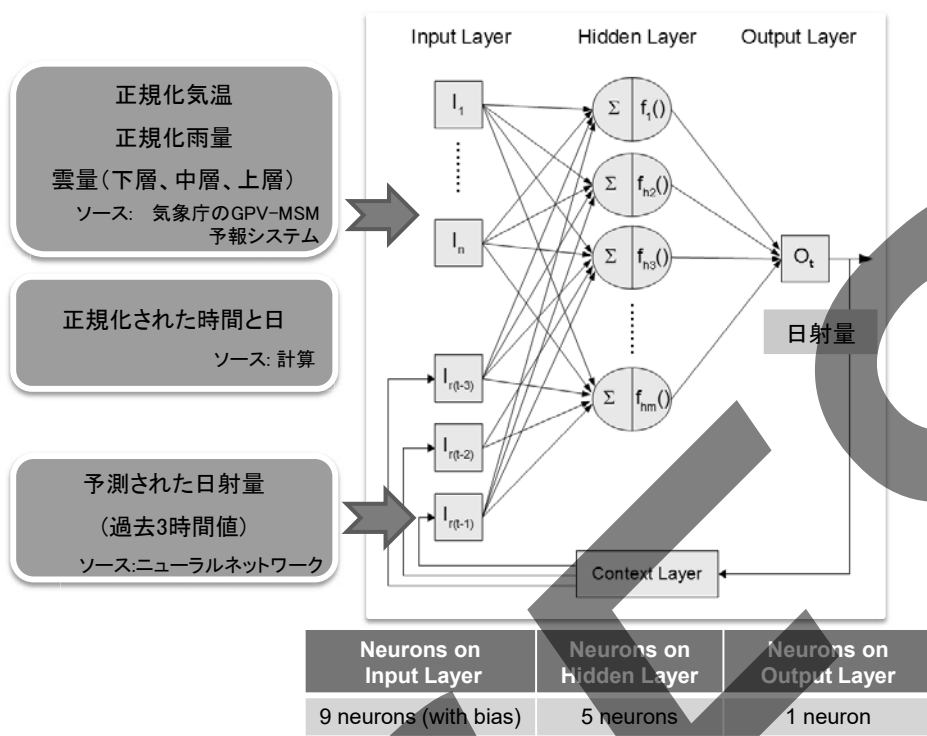 Input Layer
Hidden Layer
Output Layer
正規化気温
正規化雨量
雲量(下層、中層、上層)
ソース: 気象庁のGPV-MSM
予報システム
正規化された時間と日
ソース: 計算
予測された日射量
(過去3時間値)
ソース:ニューラルネットワーク
I1
In
Ir(t-3)
Ir(t-2)
Ir(t-1)
Σ f1()
Σ fh2()
Σ fh3()
Σ fhm()
Ot
日射量
Context Layer
Neurons on Input Layer
Neurons on Hidden Layer
Neurons on Output Layer
9 neurons (with bias)
5 neurons
1 neuron